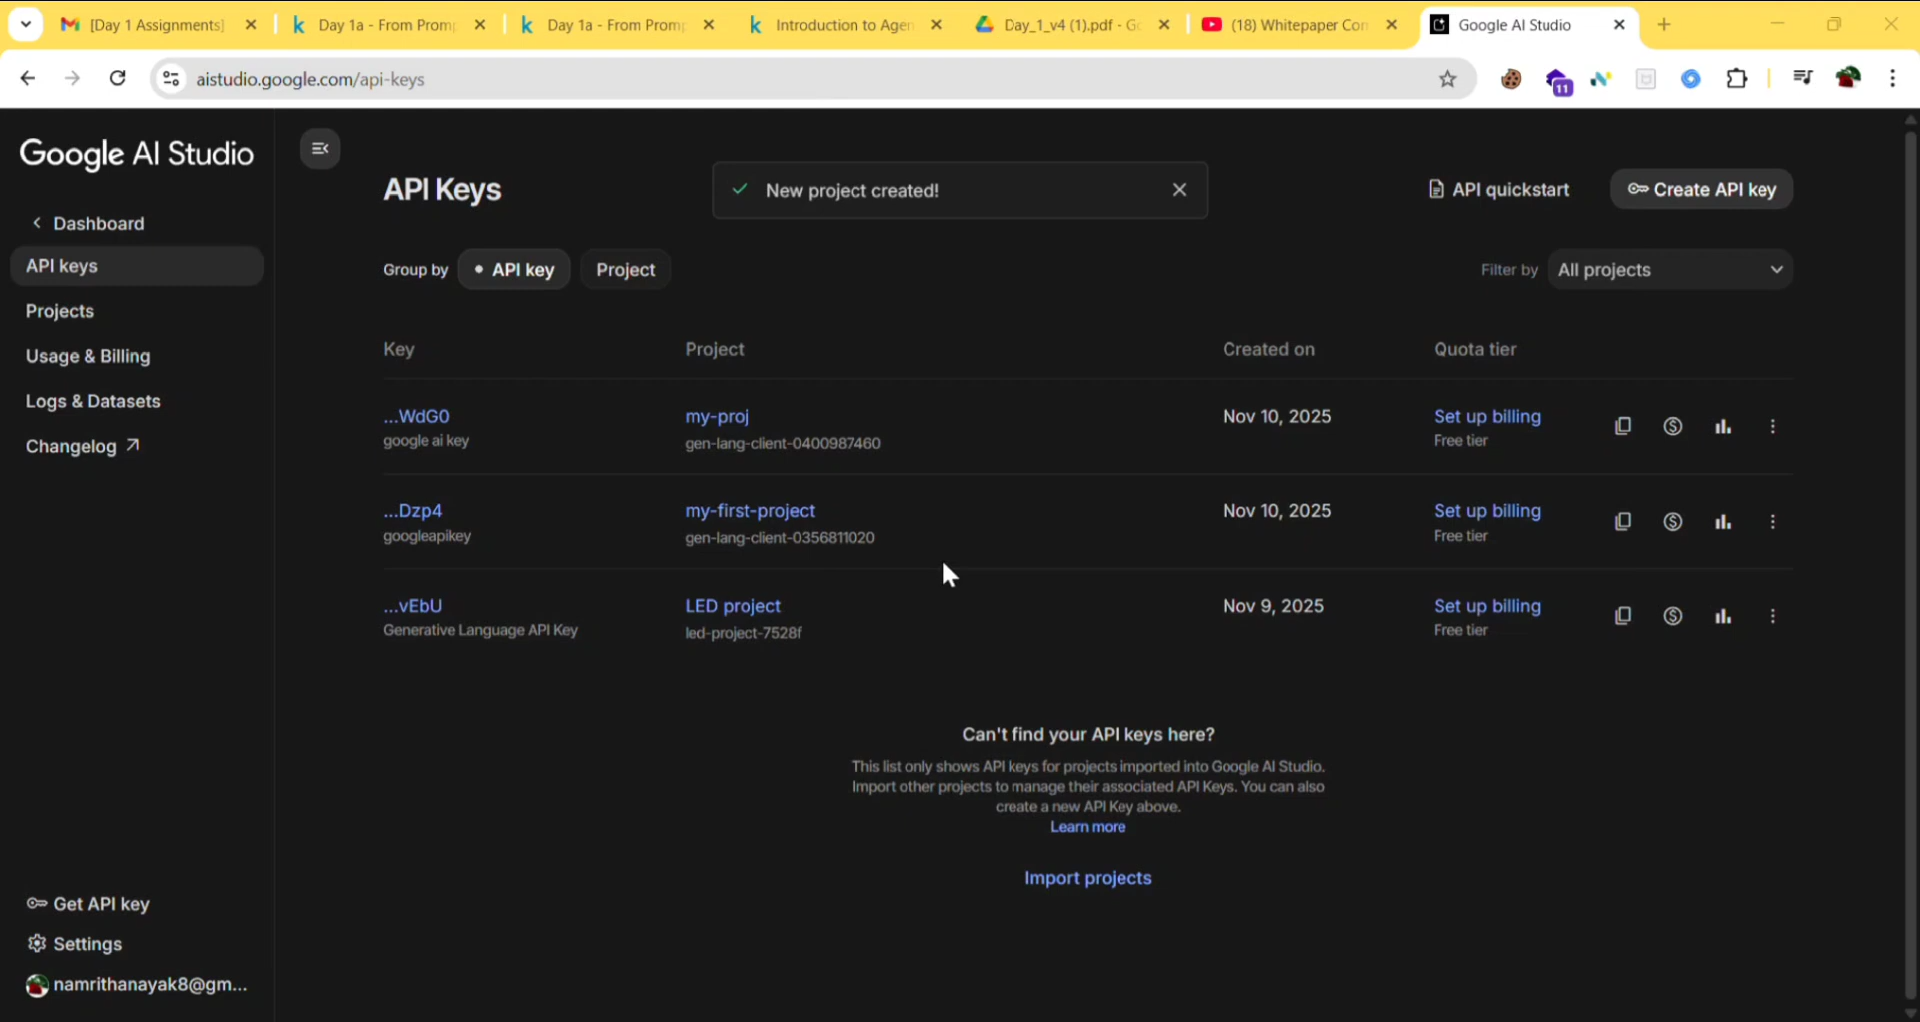 [Day 1 Assignments]
Day 1a - From Promp
Day 1a - From Promp
Introduction to Agen
Day_1_v4 (1).pdf - Go
(18) Whitepaper Com
Google AI Studio
aistudio.google.com/api-keys
11
Google AI Studio
Dashboard
API keys
Projects
Usage & Billing
Logs & Datasets
Changelog
Get API key
Settings
namrithanayak8@gm...
API Keys
New project created!
API quickstart
Create API key
Group by
API key
Project
Filter by
All projects
Key Project Created on Quota tier
...WdG0 my-proj Nov 10, 2025 Set up billing
google ai key gen-lang-client-0400987460 Free tier
...Dzp4 my-first-project Nov 10, 2025 Set up billing
googleapikey gen-lang-client-0356811020 Free tier
...vEbU LED project Nov 9, 2025 Set up billing
Generative Language API Key led-project-7528f Free tier
Can't find your API keys here?
This list only shows API keys for projects imported into Google AI Studio.
Import other projects to manage their associated API Keys. You can also
create a new API Key above.
Learn more
Import projects